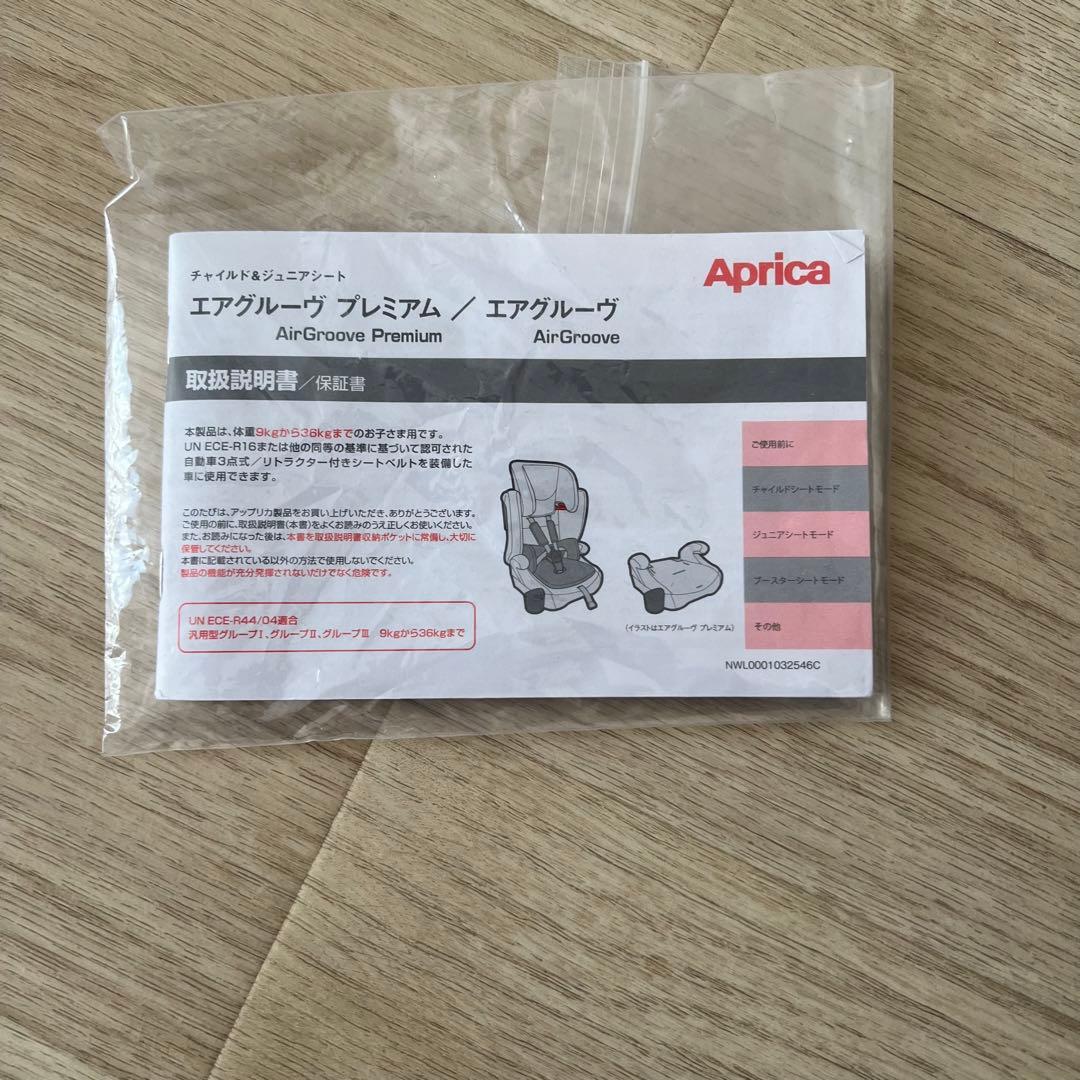 チャイルド&ジュニアシート
Aprica
エアグルーヴ プレミアム / エアグルーヴ
AirGroove Premium AirGroove
取扱説明書/保証書
本製品は、体重9kgから36kgまでのお子さま用です。
UN ECE-R16または他の同等の基準に基づいて認可された
自動車3点式/リトラクター付きシートベルトを装備した
車に使用できます。
このたびは、アップリカ製品をお買い上げいただき、ありがとうございます。
ご使用の前に、取扱説明書(本書)をよくお読みのうえ正しくお使いください。
また、お読みになった後は、本書を取扱説明書収納ポケットに常備し、大切に
保管してください。
本書に記載されている以外の方法で使用しないでください。
製品の機能が充分発揮されないだけでなく危険です。
UN ECE-R44/04適合
汎用型グループⅠ、グループⅡ、グループⅢ 9kgから36kgまで
(イラストはエアグルーヴ プレミアム)
ご使用前に
チャイルドシートモード
ジュニアシートモード
ブースターシートモード
その他
NWL0001032546C